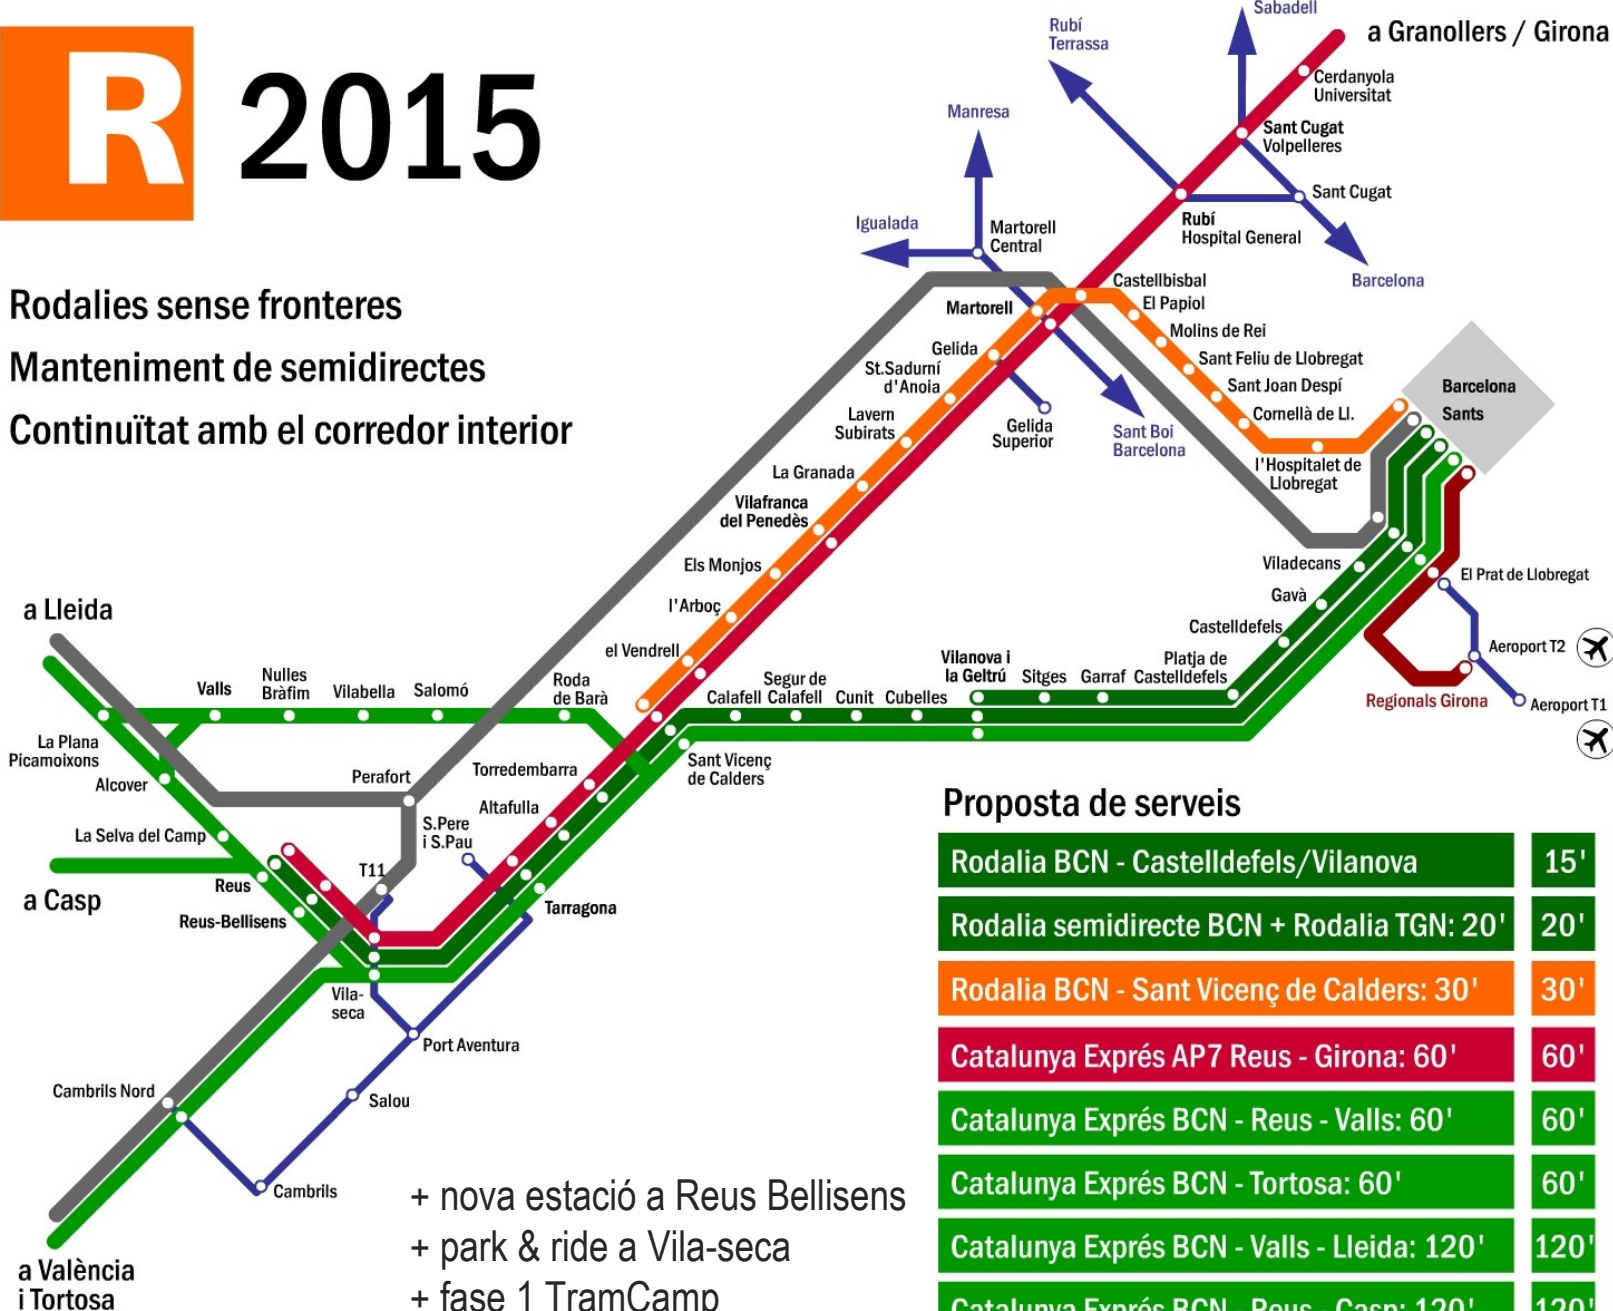 R 2015
Rodalies sense fronteres
Manteniment de semidirectes
Continuïtat amb el corredor interior
Sabadell
Rubí
Terrassa
a Granollers / Girona
Cerdanyola
Universitat
Manresa
Sant Cugat
Volpelleres
Sant Cugat
Igualada
Martorell
Central
Rubí
Hospital General
Barcelona
Castellbisbal
El Papiol
Martorell
Molins de Rei
Gelida
Sant Feliu de Llobregat
St.Sadurní
d'Anoia
Sant Joan Despí
Barcelona
Sants
Lavern
Subirats
Cornellà de Ll.
Gelida
Superior
Sant Boi
Barcelona
La Granada
l'Hospitalet de
Llobregat
Vilafranca
del Penedès
Els Monjos
Viladecans
El Prat de Llobregat
Gavà
l'Arboç
a Lleida
Castelldefels
el Vendrell
Aeroport T2
Vilanova i
la Geltrú
Platja de
Castelldefels
Sitges
Garraf
Valls
Nulles
Bràfim
Vilabella
Salomó
Roda
de Barà
Calafell
Segur de
Calafell
Cunit
Cubelles
Regionals Girona
Aeroport T1
La Plana
Picamoixons
Sant Vicenç
de Calders
Torredembarra
Perafort
Alcover
Altafulla
S.Pere
i S.Pau
La Selva del Camp
T11
Reus
a Casp
Tarragona
Reus-Bellisens
Vila-
seca
Port Aventura
Cambrils Nord
Salou
Cambrils
a València
i Tortosa
+ nova estació a Reus Bellisens
+ park & ride a Vila-seca
+ fase 1 TramCamp
Proposta de serveis
Rodalia BCN - Castelldefels/Vilanova 15'
Rodalia semidirecte BCN + Rodalia TGN: 20' 20'
Rodalia BCN - Sant Vicenç de Calders: 30' 30'
Catalunya Exprés AP7 Reus - Girona: 60' 60'
Catalunya Exprés BCN - Reus - Valls: 60' 60'
Catalunya Exprés BCN - Tortosa: 60' 60'
Catalunya Exprés BCN - Valls - Lleida: 120' 120'
Catalunya Exprés BCN - Reus - Casp: 120' 120'